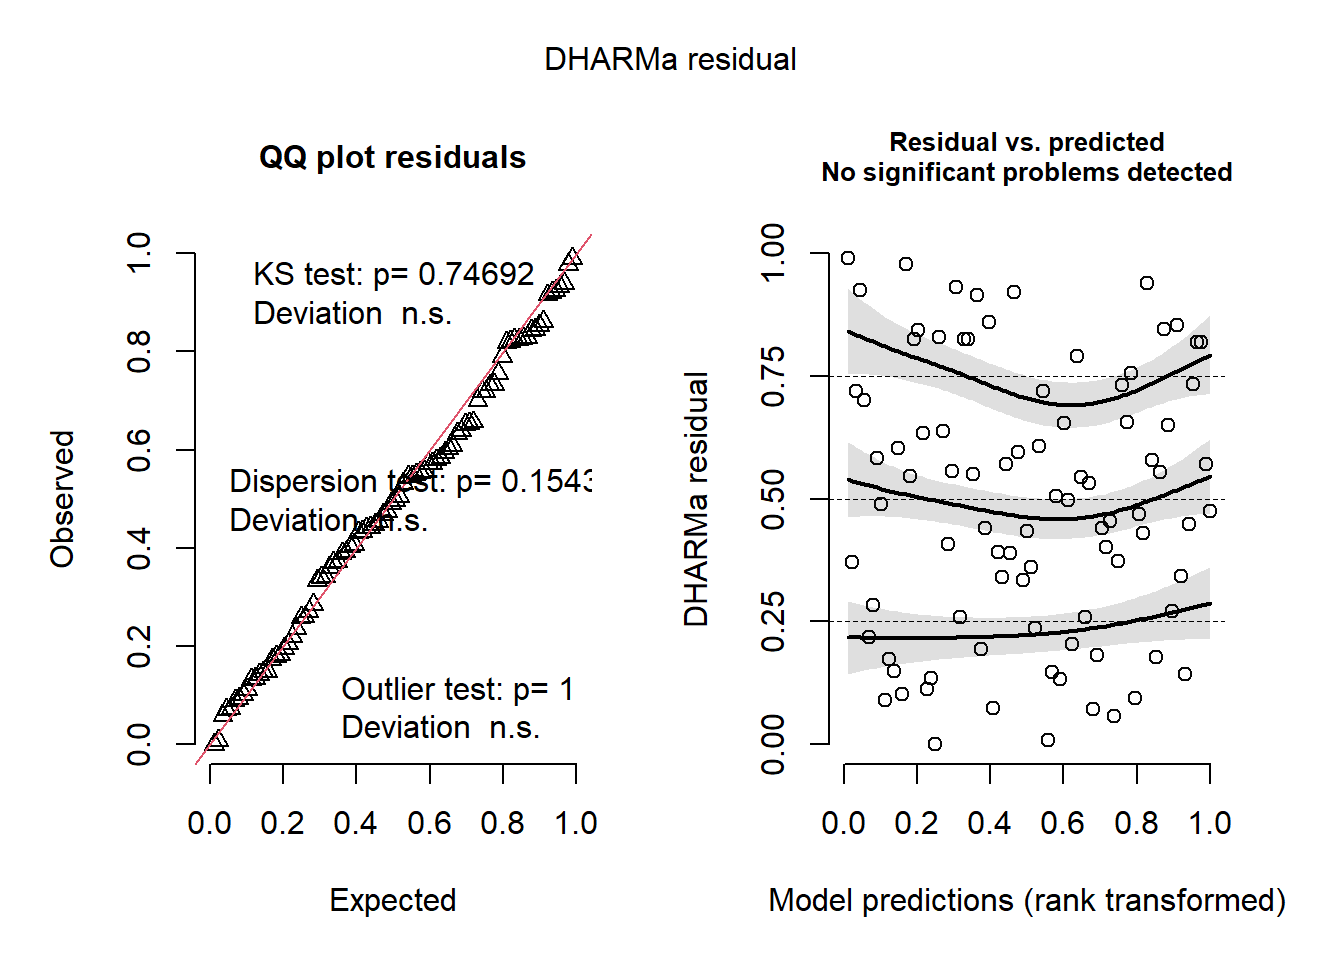 DHARMa residual
QQ plot residuals
KS test: p= 0.74692
Deviation  n.s.
Dispersion test: p= 0.1543
Deviation  n.s.
Outlier test: p= 1
Deviation  n.s.
Observed
0.0 0.2 0.4 0.6 0.8 1.0
0.0 0.2 0.4 0.6 0.8 1.0
Expected
Residual vs. predicted
No significant problems detected
DHARMa residual
0.00 0.25 0.50 0.75 1.00
0.0 0.2 0.4 0.6 0.8 1.0
Model predictions (rank transformed)